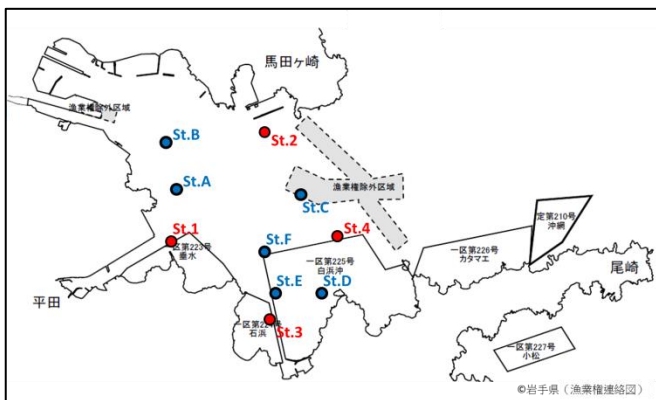 馬田ヶ崎
漁業権除外区域
St.B
St.2
St.A
St.C
漁業権除外区域
定第210号
沖網
St.1
一区第223号
垂水
St.4
St.F
一区第225号
白浜沖
一区第226号
カタマエ
尾崎
平田
St.E
St.D
St.3
石浜
一区第227号
小松
©岩手県(漁業権連絡図)